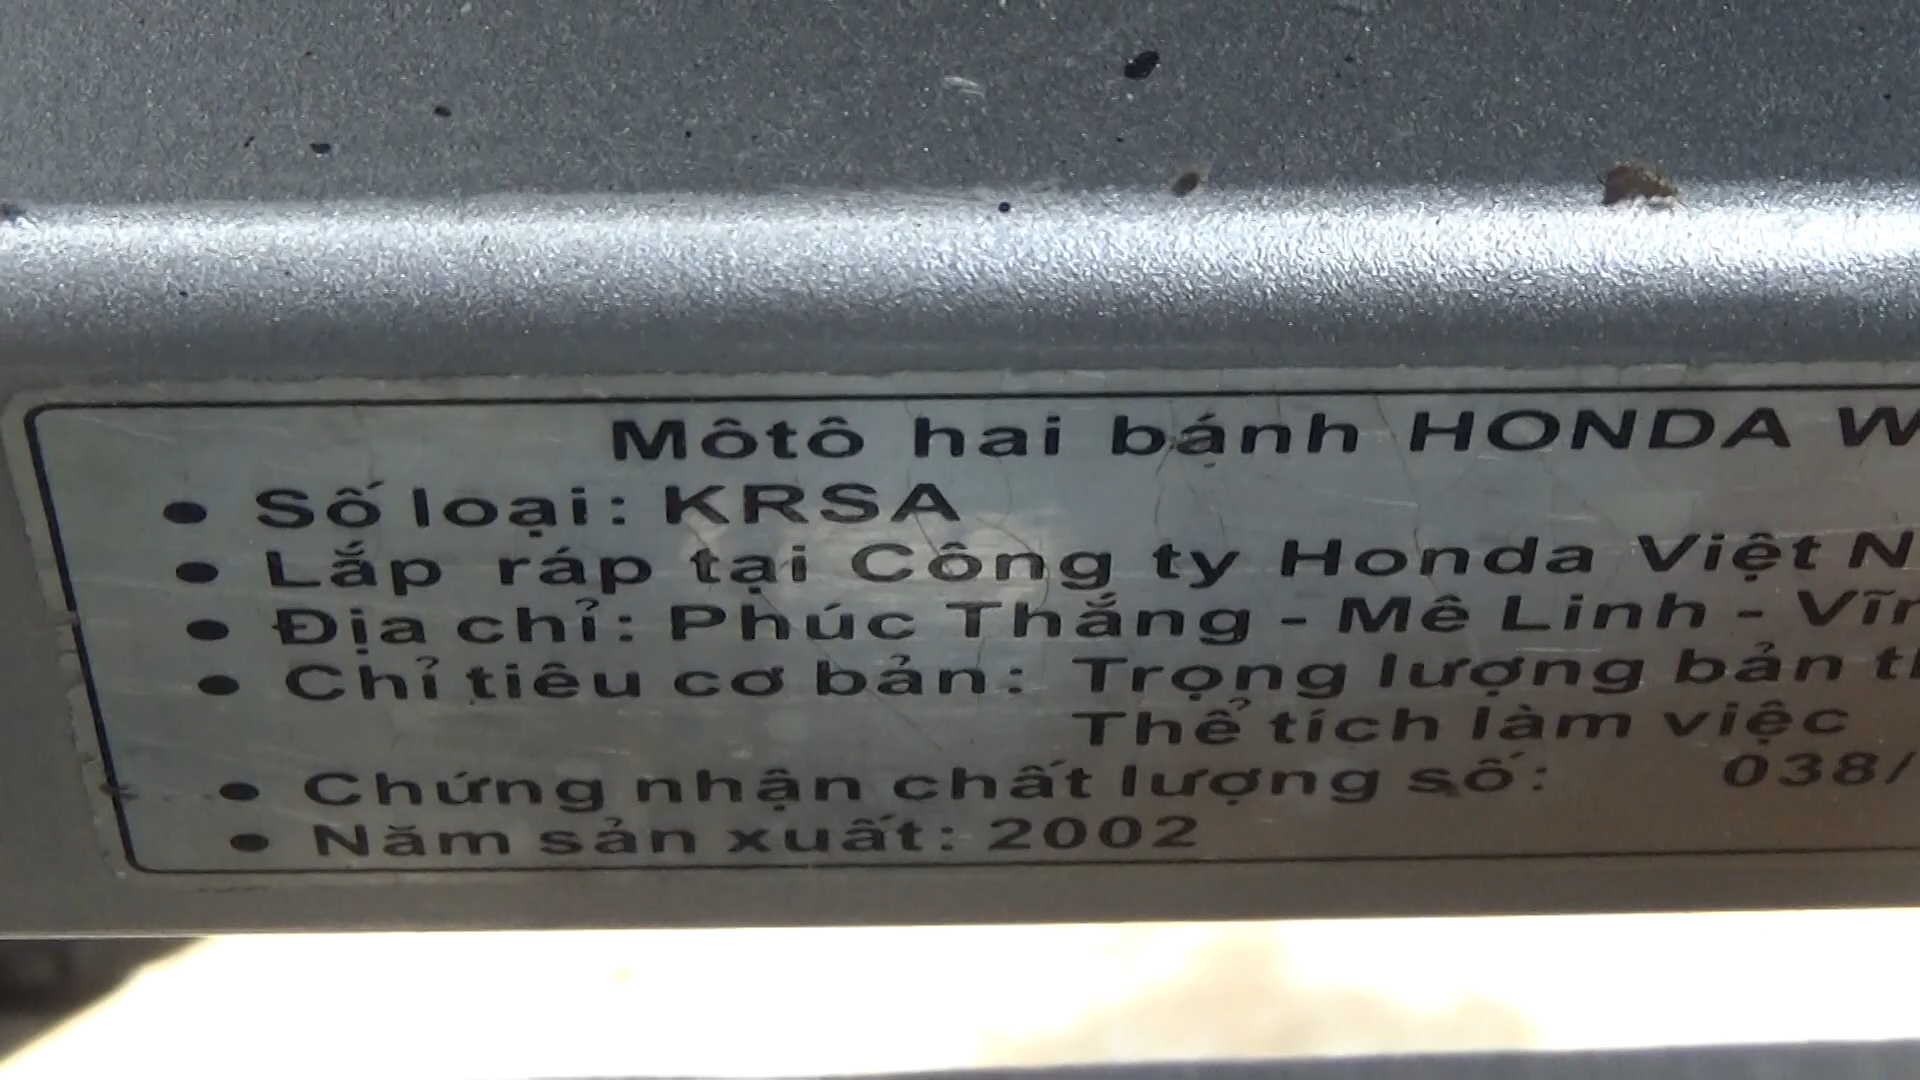 Môtô hai bánh HONDA
Số loại: KRSA
Lắp ráp tại Công ty Honda Việt
Địa chỉ: Phúc Thắng - Mê Linh -
Chỉ tiêu cơ bản: Trọng lượng bản
Thể tích làm việc
Chứng nhận chất lượng số: 038/
Năm sản xuất: 2002